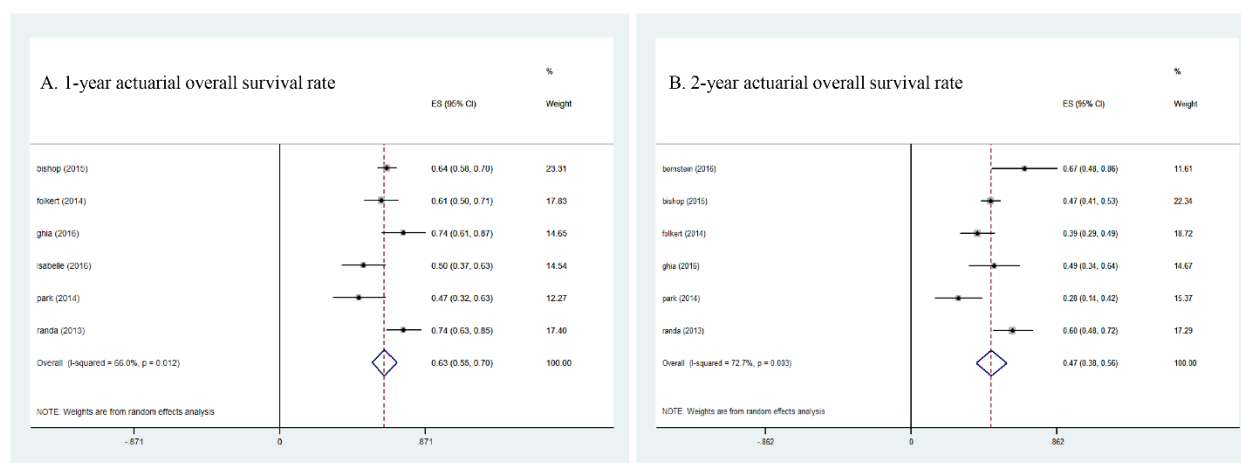 A. 1-year actuarial overall survival rate
%
ES (95% CI) Weight
bishop (2015) 0.64 (0.58, 0.70) 23.31
folkert (2014) 0.61 (0.50, 0.71) 17.83
ghia (2016) 0.74 (0.61, 0.87) 14.65
isabelle (2016) 0.50 (0.37, 0.63) 14.54
park (2014) 0.47 (0.32, 0.63) 12.27
randa (2013) 0.74 (0.63, 0.85) 17.40
Overall (I-squared = 66.0%, p = 0.012) 0.63 (0.55, 0.70) 100.00
NOTE: Weights are from random effects analysis
-.871 0 .871
B. 2-year actuarial overall survival rate
%
ES (95% CI) Weight
bernstein (2016) 0.67 (0.48, 0.86) 11.61
bishop (2015) 0.47 (0.41, 0.53) 22.34
folkert (2014) 0.39 (0.29, 0.49) 18.72
ghia (2016) 0.49 (0.34, 0.64) 14.67
park (2014) 0.28 (0.14, 0.42) 15.37
randa (2013) 0.60 (0.48, 0.72) 17.29
Overall (I-squared = 72.7%, p = 0.003) 0.47 (0.38, 0.56) 100.00
NOTE: Weights are from random effects analysis
-.862 0 .862